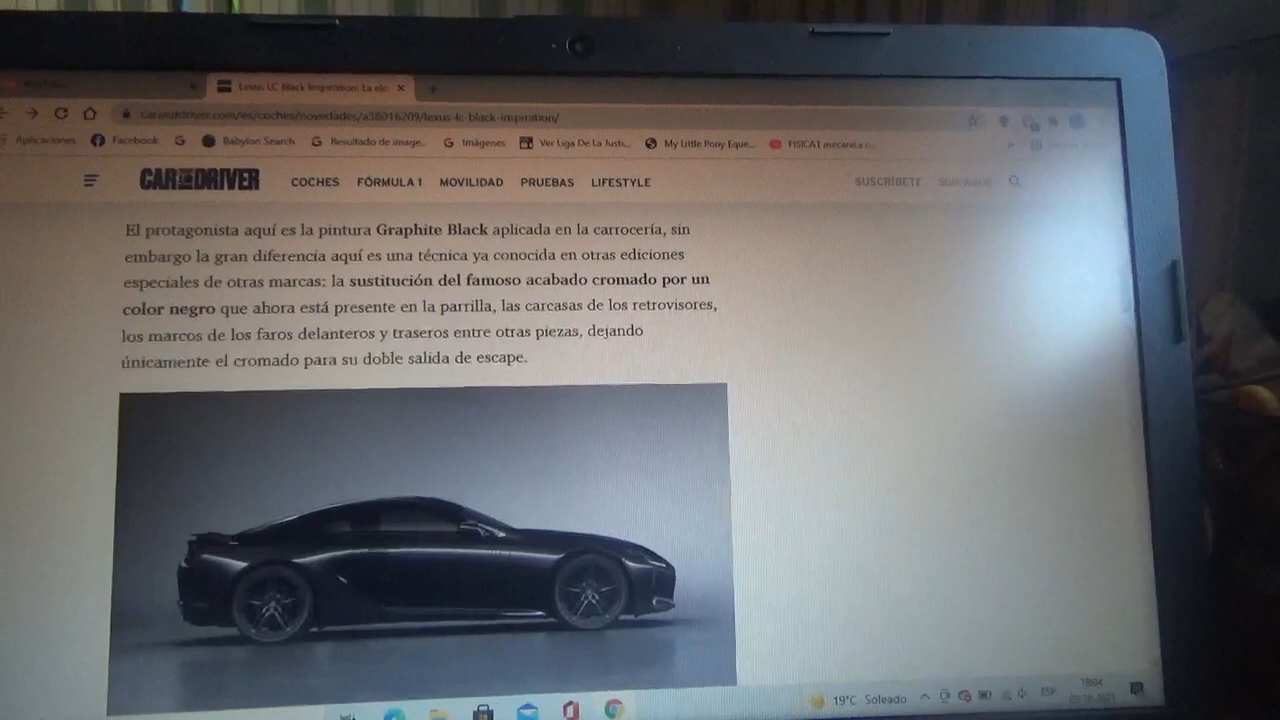 Lexus LC Black Inspiration: La ele
caranddriver.com/es/coches/novedades/a38016209/lexus-lc-black-inspiration/
Aplicaciones Facebook Babylon Search Resultado de image... Imágenes Ver Liga De La Justi... My Little Pony Eque... FISICA1 mecanica c...
CAR AND DRIVER COCHES FÓRMULA 1 MOVILIDAD PRUEBAS LIFESTYLE SUSCRÍBETE
El protagonista aquí es la pintura Graphite Black aplicada en la carrocería, sin
embargo la gran diferencia aquí es una técnica ya conocida en otras ediciones
especiales de otras marcas: la sustitución del famoso acabado cromado por un
color negro que ahora está presente en la parrilla, las carcasas de los retrovisores,
los marcos de los faros delanteros y traseros entre otras piezas, dejando
únicamente el cromado para su doble salida de escape.
19°C Soleado ESP